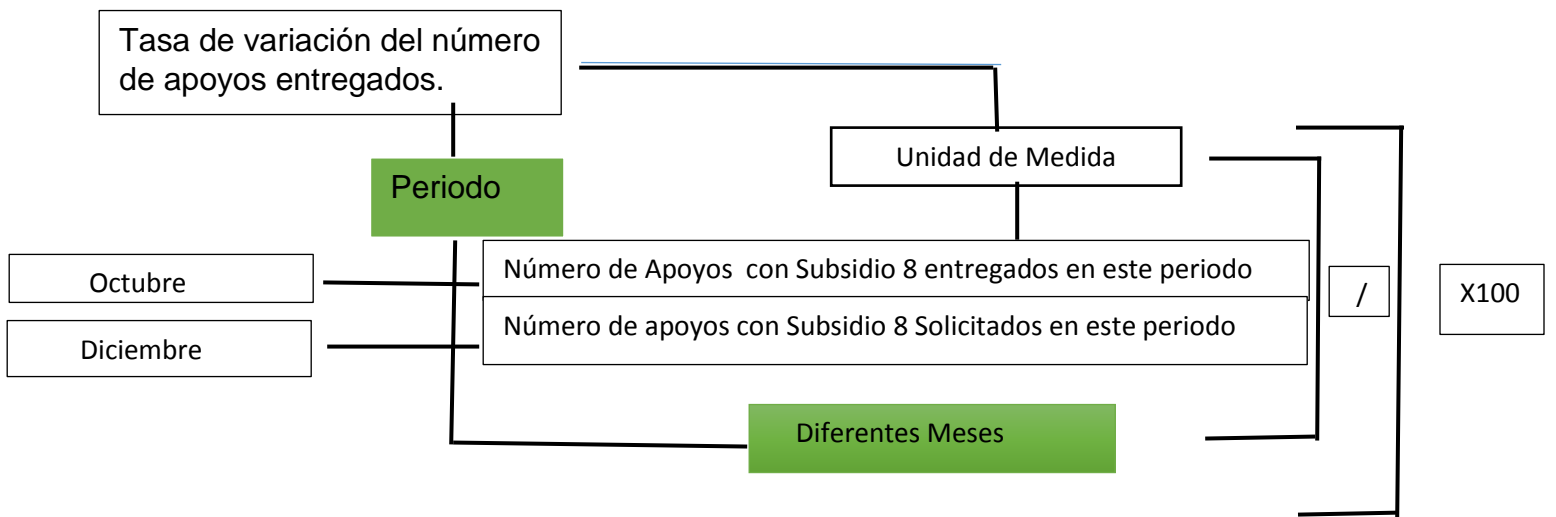 Tasa de variación del número
de apoyos entregados.
Unidad de Medida
Periodo
Octubre
Número de Apoyos con Subsidio 8 entregados en este periodo
/
X100
Diciembre
Número de apoyos con Subsidio 8 Solicitados en este periodo
Diferentes Meses